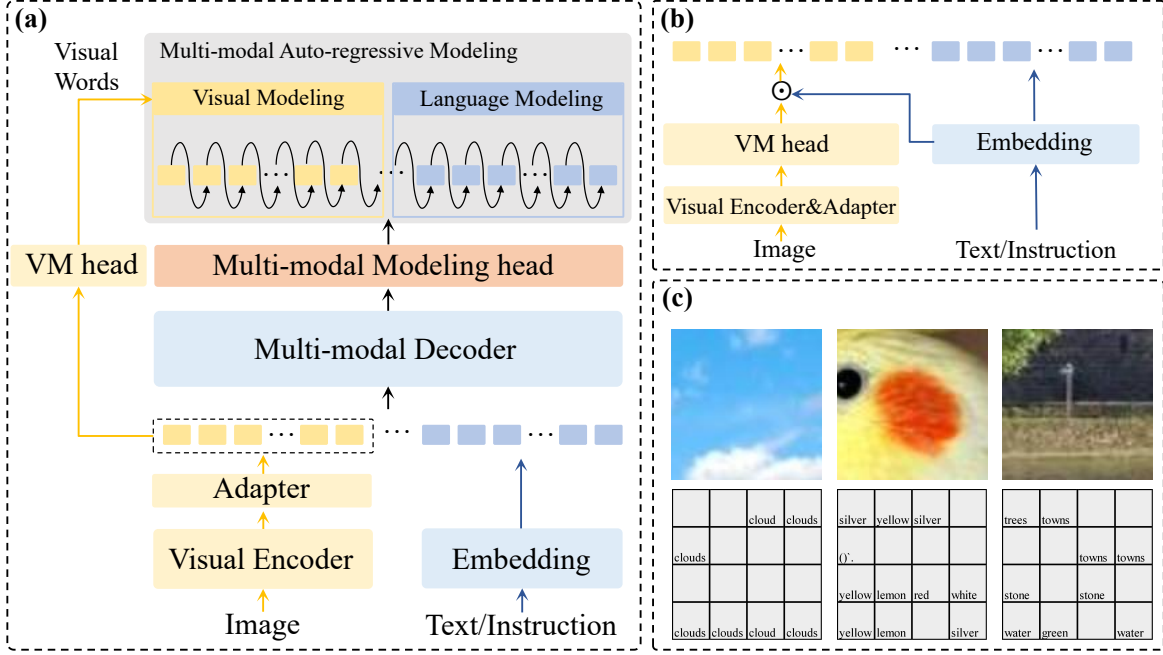 (a)
Visual
Words
Multi-modal Auto-regressive Modeling
Visual Modeling
Language Modeling
VM head
Multi-modal Modeling head
Multi-modal Decoder
Adapter
Visual Encoder
Embedding
Image
Text/Instruction
(b)
VM head
Embedding
Visual Encoder&Adapter
Image
Text/Instruction
(c)
cloud clouds
clouds
clouds clouds cloud clouds
silver yellow silver
()`.
yellow lemon red white
yellow lemon silver
trees towns
towns towns
stone stone
water green water